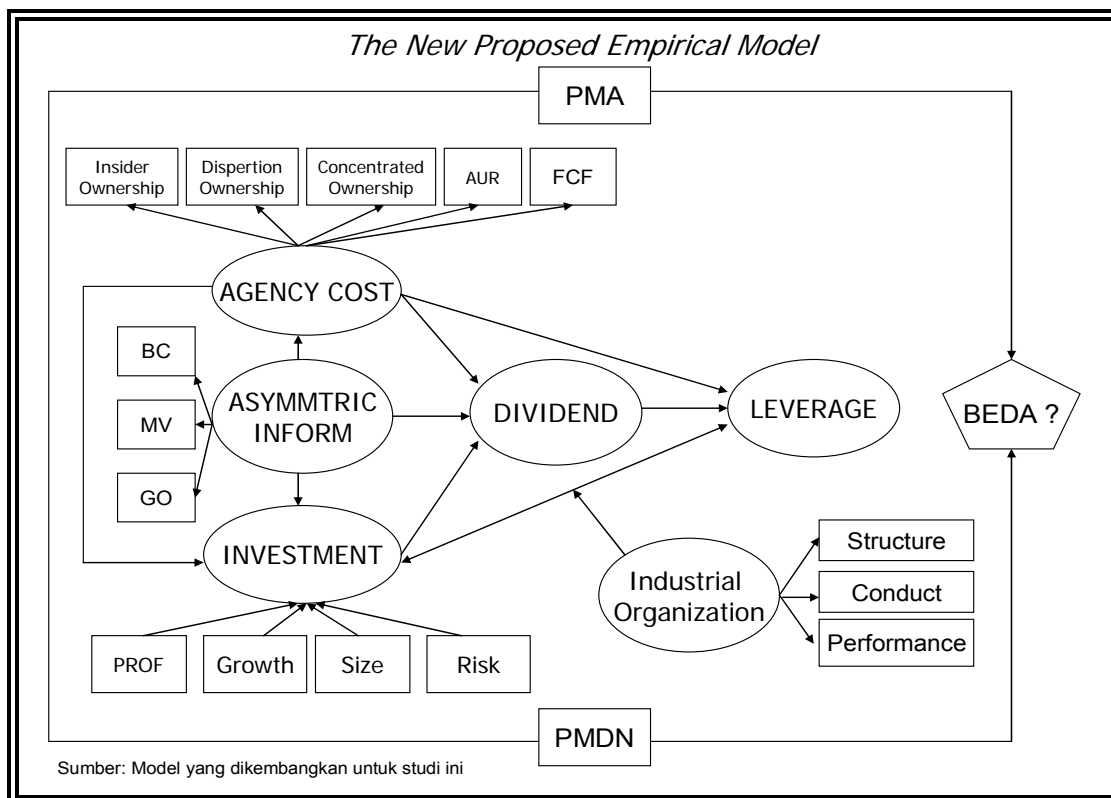 The New Proposed Empirical Model
PMA
Insider
Ownership
Dispertion
Ownership
Concentrated
Ownership
AUR
FCF
AGENCY COST
BC
MV
GO
ASYMMTRIC
INFORM
DIVIDEND
LEVERAGE
BEDA ?
INVESTMENT
Industrial
Organization
Structure
Conduct
Performance
PROF
Growth
Size
Risk
PMDN
Sumber: Model yang dikembangkan untuk studi ini